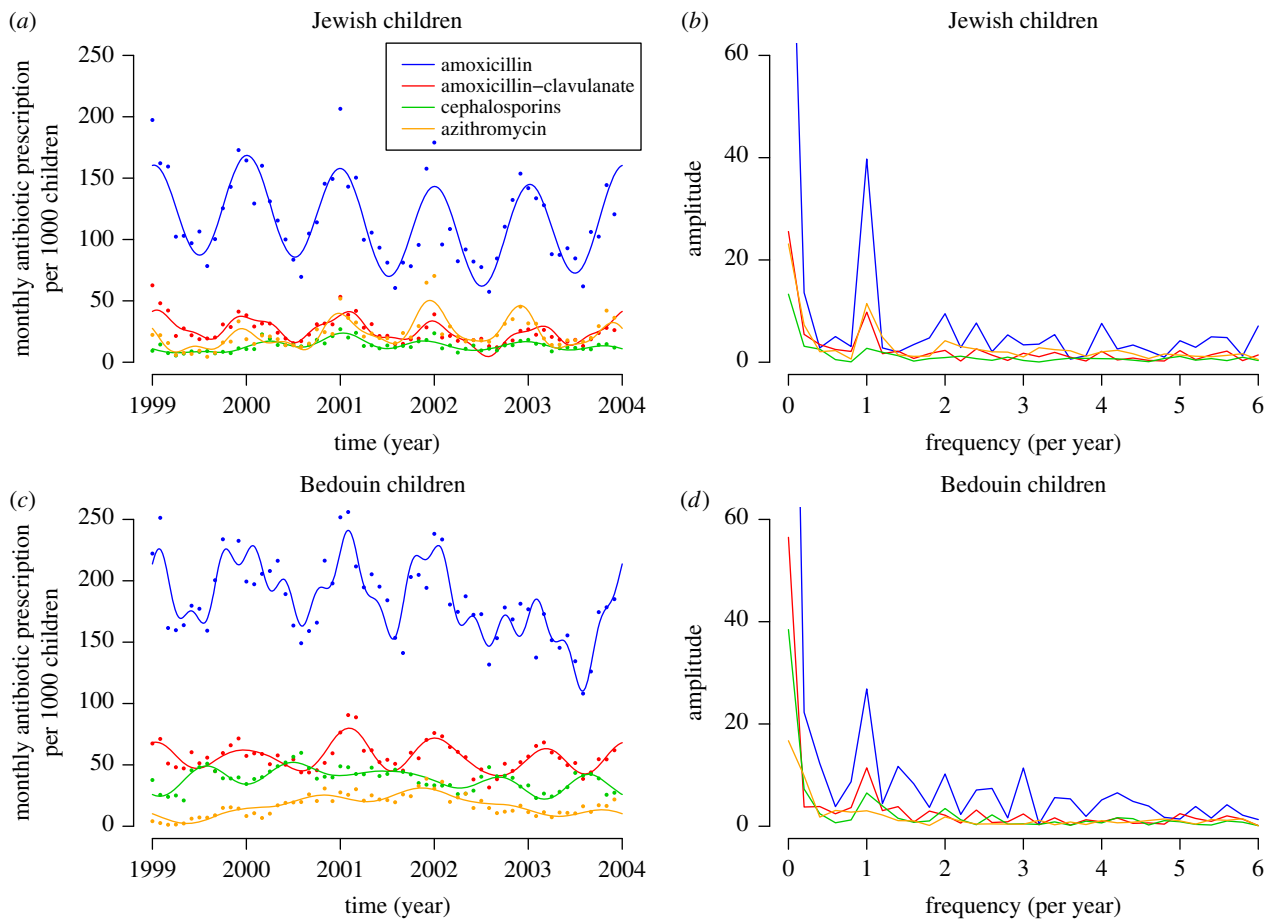 (a)
Jewish children
monthly antibiotic prescription
per 1000 children
250
200
150
100
50
0
amoxicillin
amoxicillin–clavulanate
cephalosporins
azithromycin
1999 2000 2001 2002 2003 2004
time (year)
(b)
Jewish children
amplitude
60
40
20
0
0 1 2 3 4 5 6
frequency (per year)
(c)
Bedouin children
monthly antibiotic prescription
per 1000 children
250
200
150
100
50
0
1999 2000 2001 2002 2003 2004
time (year)
(d)
Bedouin children
amplitude
60
40
20
0
0 1 2 3 4 5 6
frequency (per year)